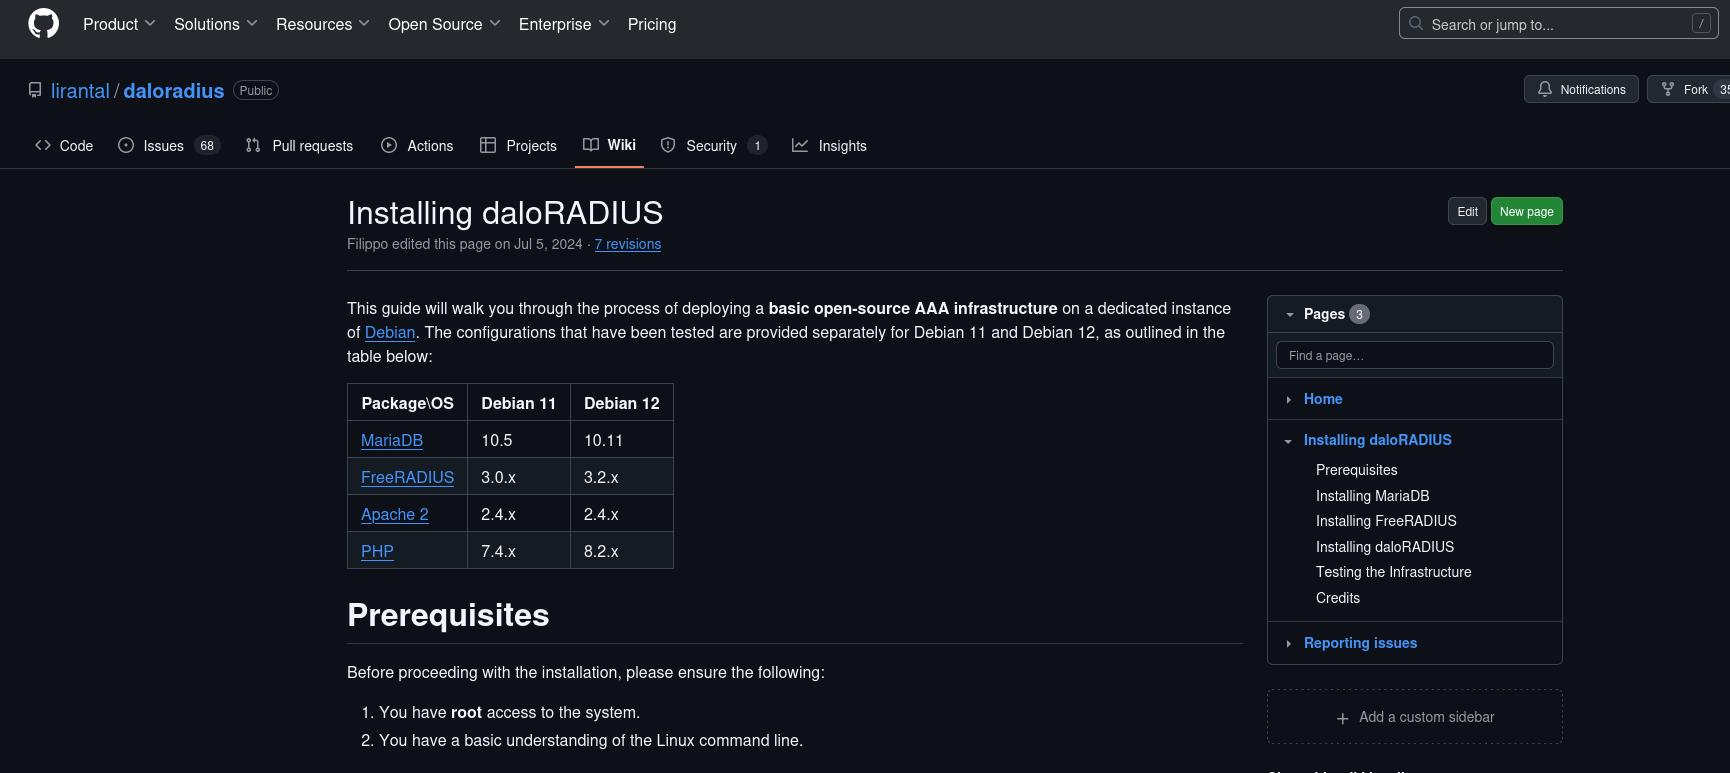 Product Solutions Resources Open Source Enterprise Pricing Search or jump to... /
lirantal / daloradius Public Notifications Fork
Code Issues 68 Pull requests Actions Projects Wiki Security 1 Insights
Installing daloRADIUS
Edit New page
Filippo edited this page on Jul 5, 2024 · 7 revisions
This guide will walk you through the process of deploying a basic open-source AAA infrastructure on a dedicated instance
of Debian. The configurations that have been tested are provided separately for Debian 11 and Debian 12, as outlined in the
table below:
Package\OS Debian 11 Debian 12
MariaDB 10.5 10.11
FreeRADIUS 3.0.x 3.2.x
Apache 2 2.4.x 2.4.x
PHP 7.4.x 8.2.x
Prerequisites
Before proceeding with the installation, please ensure the following:
1. You have root access to the system.
2. You have a basic understanding of the Linux command line.
Pages 3
Find a page...
Home
Installing daloRADIUS
Prerequisites
Installing MariaDB
Installing FreeRADIUS
Installing daloRADIUS
Testing the Infrastructure
Credits
Reporting issues
+ Add a custom sidebar